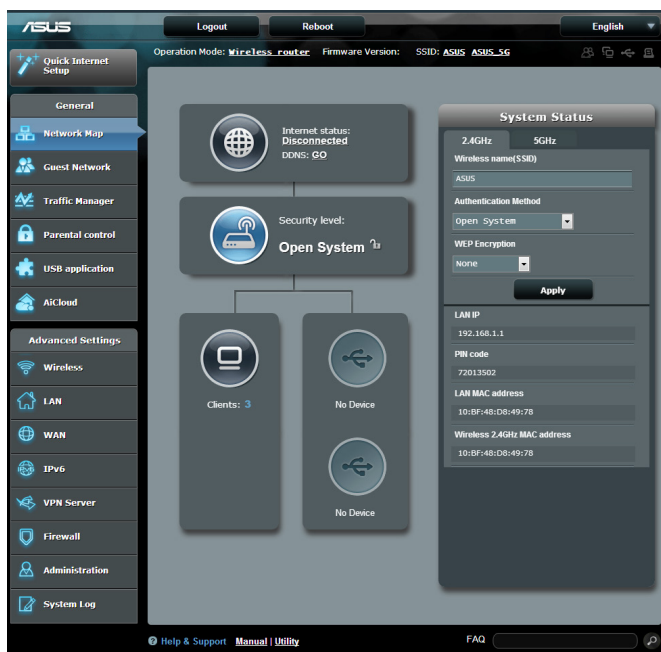 ASUS
Logout
Reboot
English
Operation Mode: Wireless router Firmware Version: SSID: ASUS ASUS_5G
Quick Internet
Setup
General
Network Map
Guest Network
Traffic Manager
Parental control
USB application
AiCloud
Advanced Settings
Wireless
LAN
WAN
IPv6
VPN Server
Firewall
Administration
System Log
Internet status:
Disconnected
DDNS: GO
Security level:
Open System
Clients: 3
No Device
No Device
System Status
2.4GHz
5GHz
Wireless name(SSID)
ASUS
Authentication Method
Open System
WEP Encryption
None
Apply
LAN IP
192.168.1.1
PIN code
72013502
LAN MAC address
10:BF:48:D8:49:78
Wireless 2.4GHz MAC address
10:BF:48:D8:49:78
Help & Support Manual | Utility
FAQ